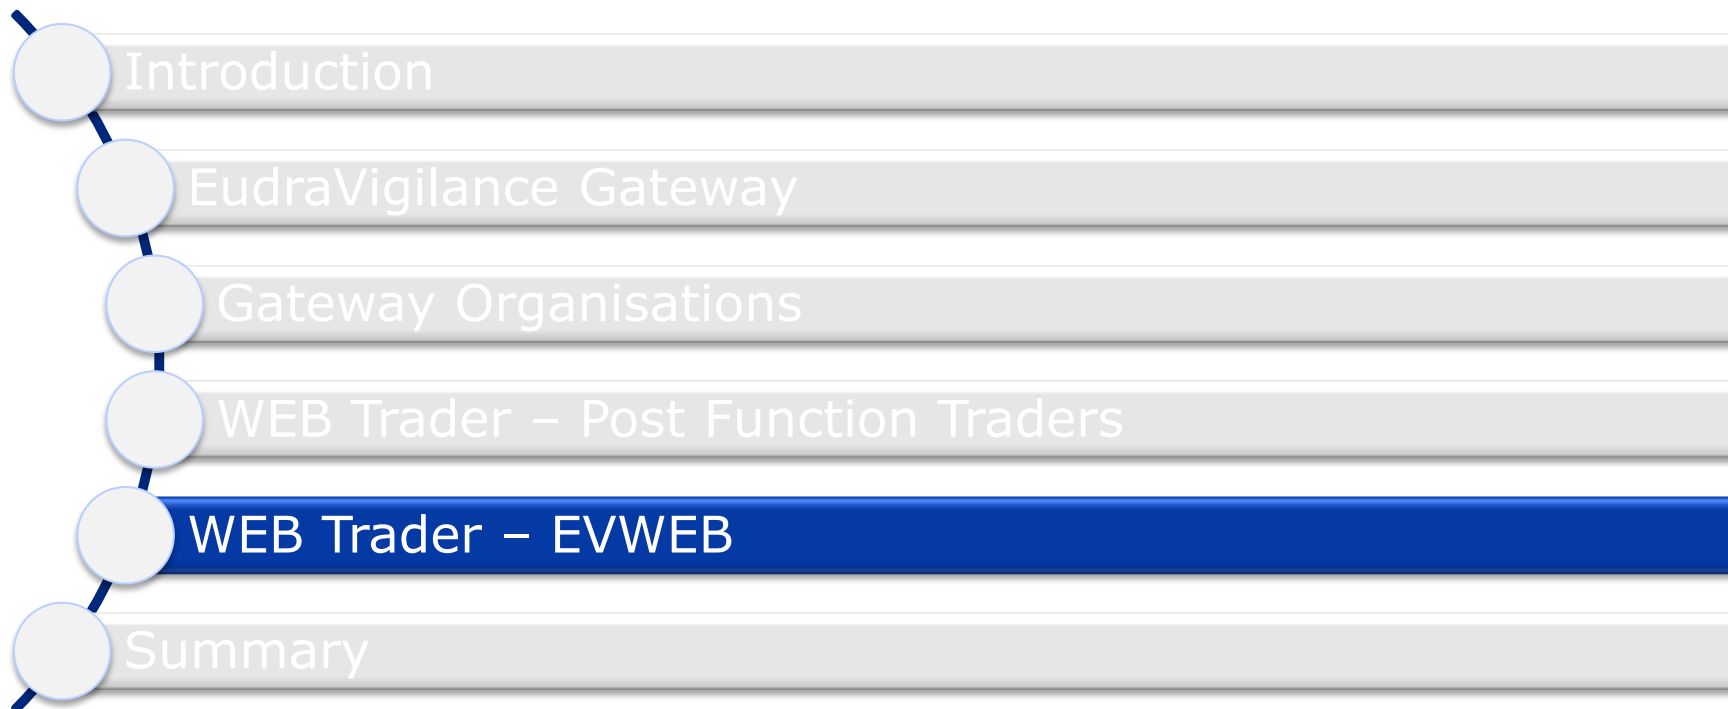 Introduction
EudraVigilance Gateway
Gateway Organisations
WEB Trader – Post Function Traders
WEB Trader – EVWEB
Summary